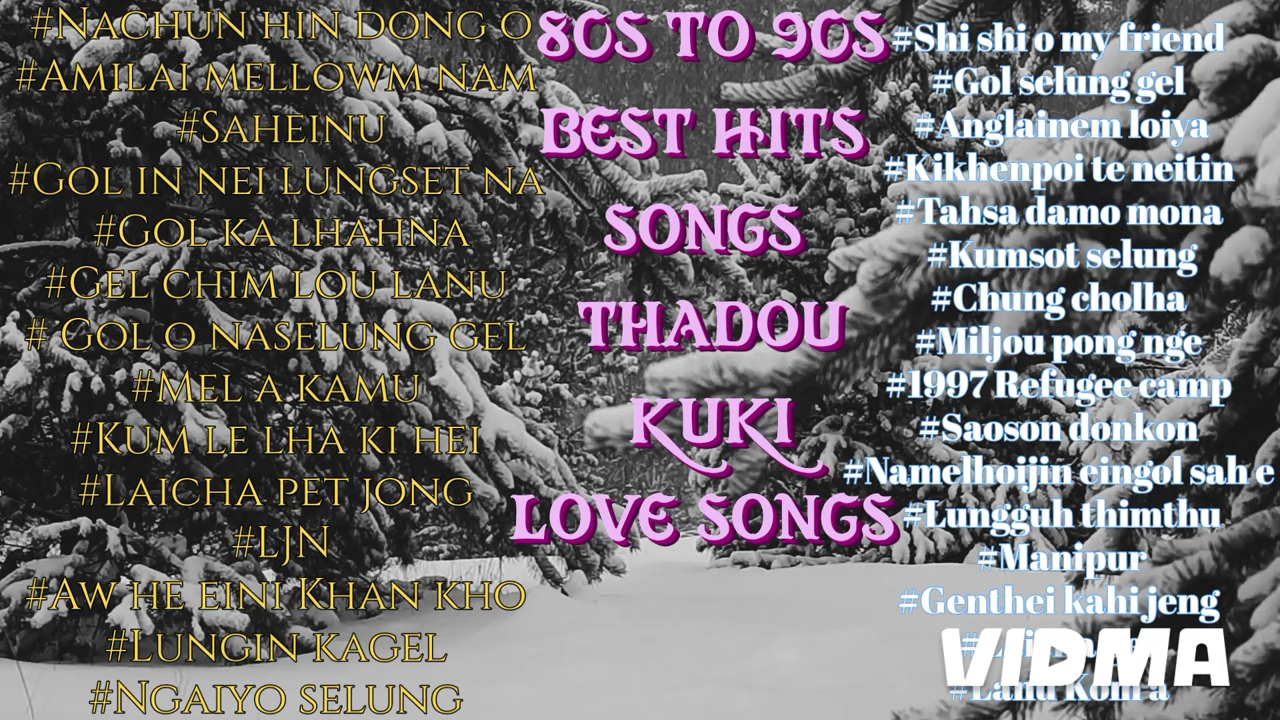 #Nachun hin dong o
#Amilai mellowm nam
#Saheinu
#Gol in nei lungset na
#Gol ka lhahna
#Gel chim lou lanu
# Gol o naselung gel
#Mel a kamu
#Kum le lha ki hei
#Laicha pet jong
#LJN
#Aw he eini Khan kho
#Lungin kagel
#Ngaiyo selung
80s to 90s
Best hits
songs
Thadou
Kuki
Love songs
#Shi shi o my friend
#Gol selung gel
#Anglainem loiya
#Kikhenpoi te neitin
#Tahsa damo mona
#Kumsot selung
#Chung cholha
#Miljou pong nge
#1997 Refugee camp
#Saoson donkon
#Namelhoijin eingol sah e
#Lungguh thimthu
#Manipur
#Genthei kahi jeng
VIDMA